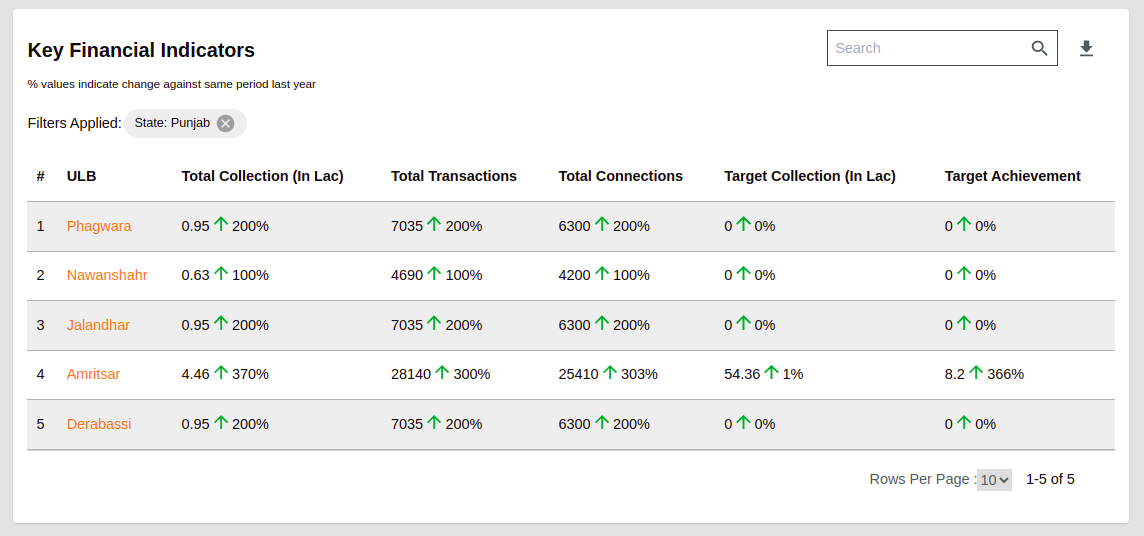 Key Financial Indicators
Search
% values indicate change against same period last year
Filters Applied: State: Punjab
# ULB Total Collection (In Lac) Total Transactions Total Connections Target Collection (In Lac) Target Achievement
1 Phagwara 0.95 ↑ 200% 7035 ↑ 200% 6300 ↑ 200% 0 ↑ 0% 0 ↑ 0%
2 Nawanshahr 0.63 ↑ 100% 4690 ↑ 100% 4200 ↑ 100% 0 ↑ 0% 0 ↑ 0%
3 Jalandhar 0.95 ↑ 200% 7035 ↑ 200% 6300 ↑ 200% 0 ↑ 0% 0 ↑ 0%
4 Amritsar 4.46 ↑ 370% 28140 ↑ 300% 25410 ↑ 303% 54.36 ↑ 1% 8.2 ↑ 366%
5 Derabassi 0.95 ↑ 200% 7035 ↑ 200% 6300 ↑ 200% 0 ↑ 0% 0 ↑ 0%
Rows Per Page : 10 1-5 of 5